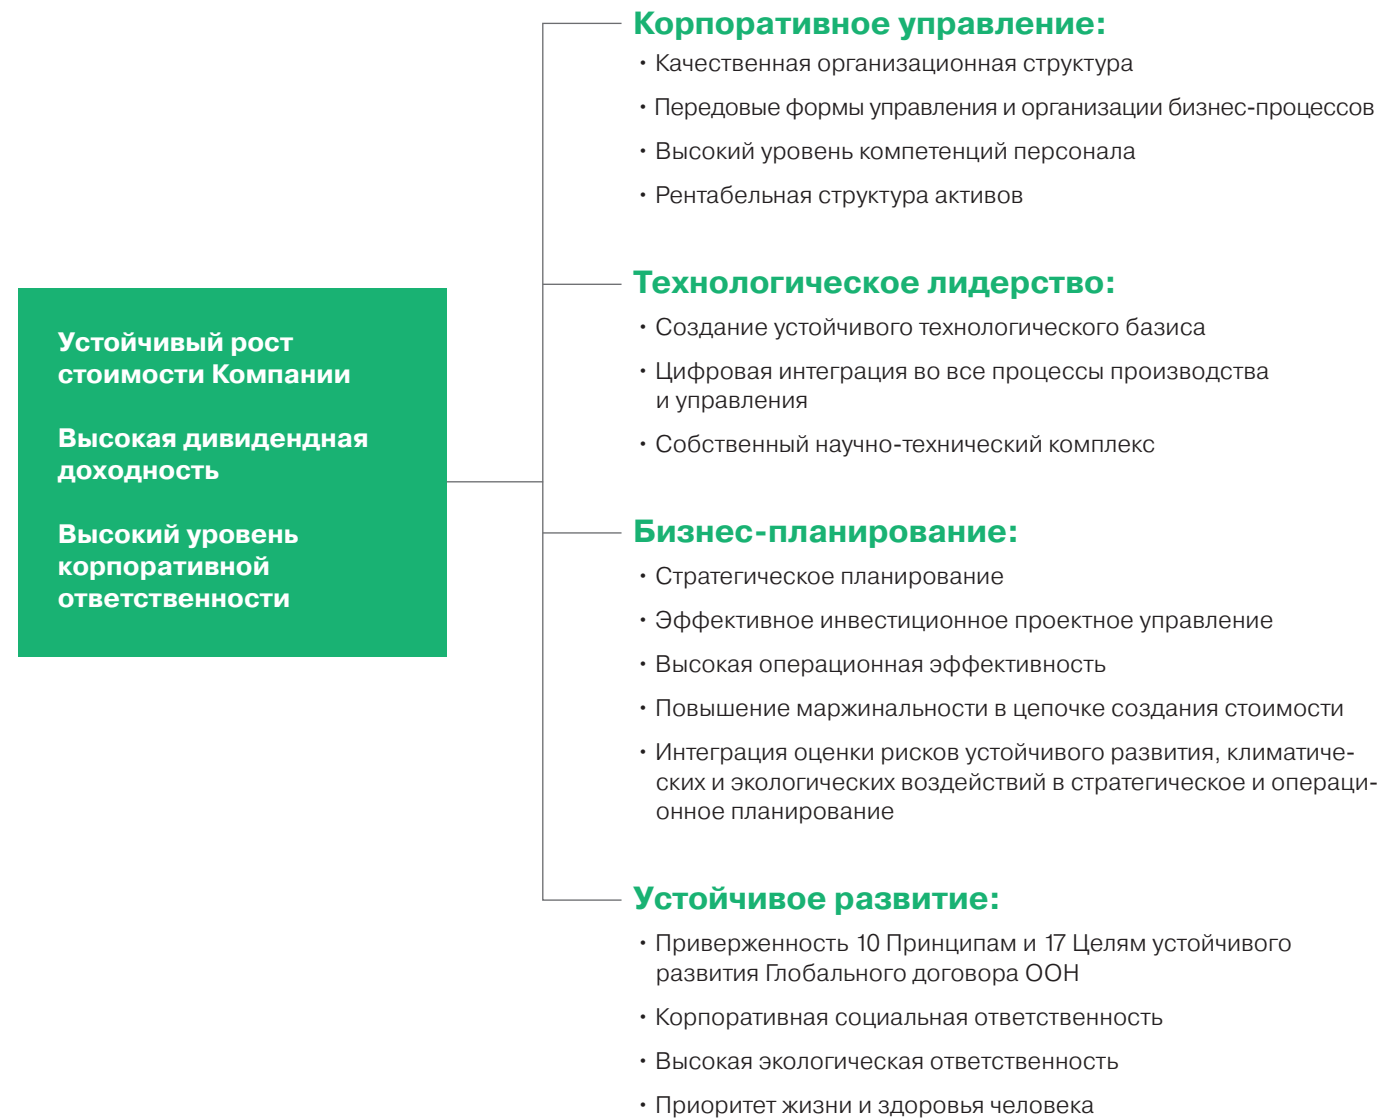 Устойчивый рост
стоимости Компании
Высокая дивидендная
доходность
Высокий уровень
корпоративной
ответственности
Корпоративное управление:
• Качественная организационная структура
• Передовые формы управления и организации бизнес-процессов
• Высокий уровень компетенций персонала
• Рентабельная структура активов
Технологическое лидерство:
• Создание устойчивого технологического базиса
• Цифровая интеграция во все процессы производства
и управления
• Собственный научно-технический комплекс
Бизнес-планирование:
• Стратегическое планирование
• Эффективное инвестиционное проектное управление
• Высокая операционная эффективность
• Повышение маржинальности в цепочке создания стоимости
• Интеграция оценки рисков устойчивого развития, климатиче-
ских и экологических воздействий в стратегическое и операци-
онное планирование
Устойчивое развитие:
• Приверженность 10 Принципам и 17 Целям устойчивого
развития Глобального договора ООН
• Корпоративная социальная ответственность
• Высокая экологическая ответственность
• Приоритет жизни и здоровья человека